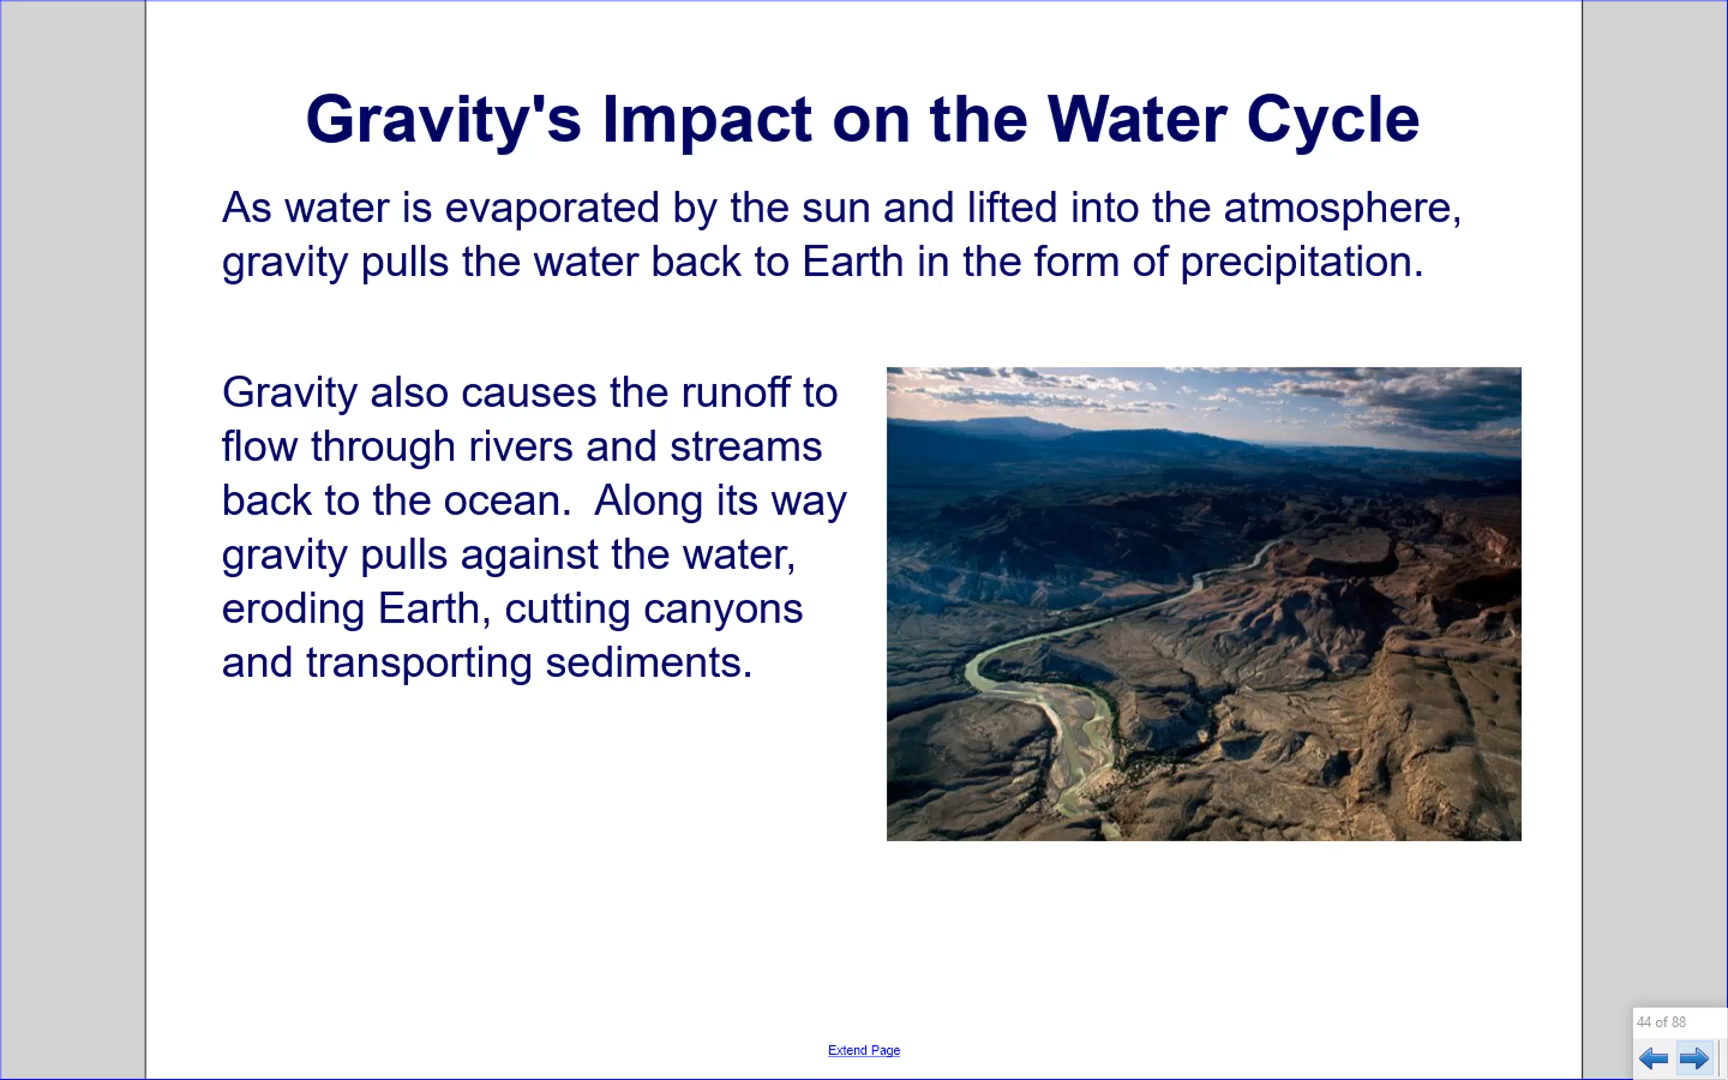 Gravity's Impact on the Water Cycle
As water is evaporated by the sun and lifted into the atmosphere,
gravity pulls the water back to Earth in the form of precipitation.
Gravity also causes the runoff to
flow through rivers and streams
back to the ocean.  Along its way
gravity pulls against the water,
eroding Earth, cutting canyons
and transporting sediments.
Extend Page
44 of 88